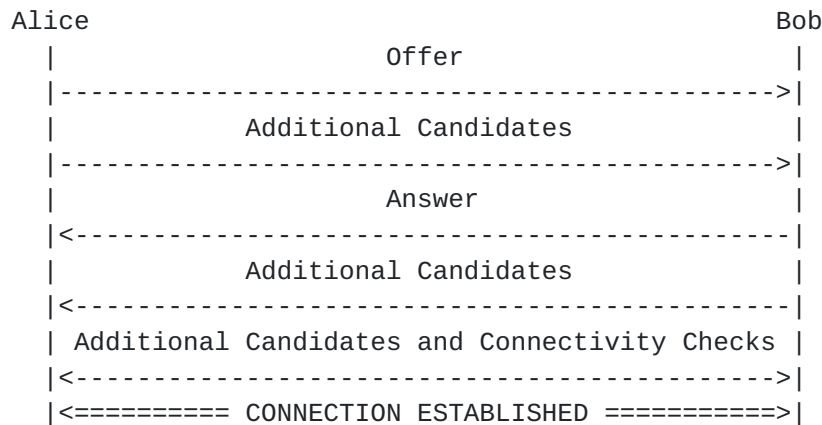 Alice                                            Bob
  |                     Offer                     |
  |---------------------------------------------->|
  |            Additional Candidates              |
  |---------------------------------------------->|
  |                     Answer                    |
  |<----------------------------------------------|
  |            Additional Candidates              |
  |<----------------------------------------------|
  | Additional Candidates and Connectivity Checks |
  |<--------------------------------------------->|
  |<========== CONNECTION ESTABLISHED ===========>|